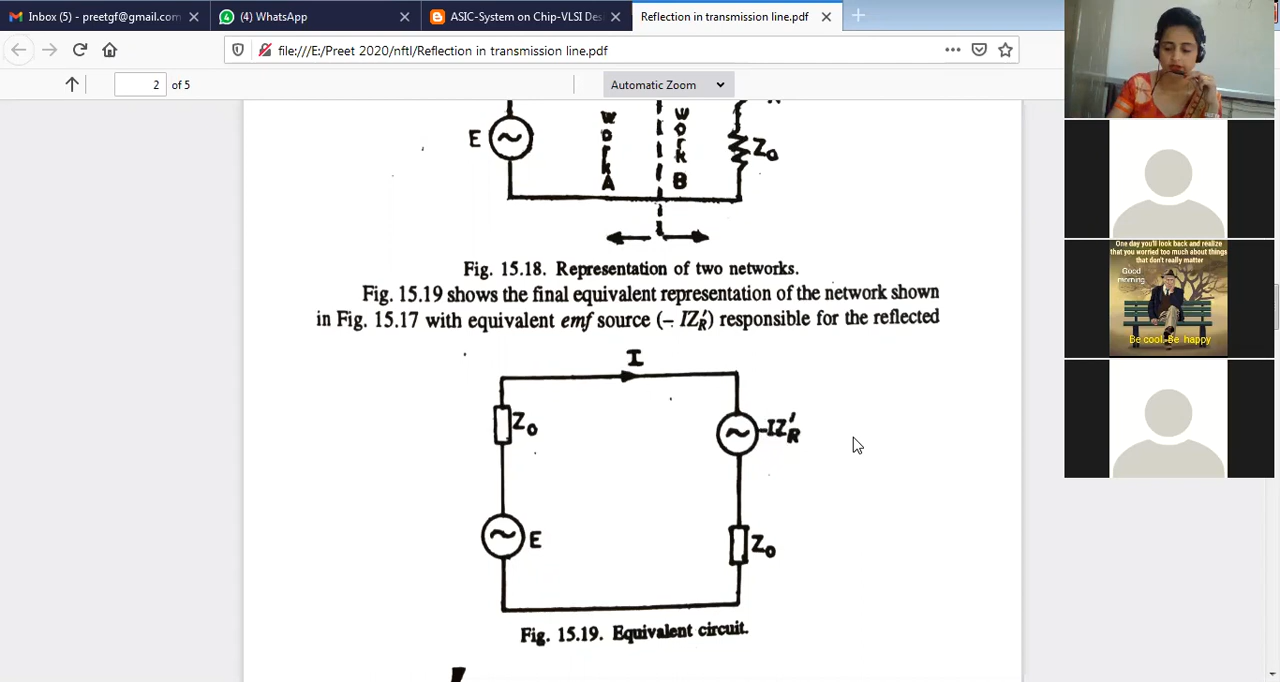 Inbox (5) - preetgf@gmail.com
(4) WhatsApp
ASIC-System on Chip-VLSI Des
Reflection in transmission line.pdf
file:///E:/Preet 2020/nftl/Reflection in transmission line.pdf
2 of 5
Automatic Zoom
E
W
O
r
k
A
W
O
r
k
B
Z₀
Fig. 15.18. Representation of two networks.
Fig. 15.19 shows the final equivalent representation of the network shown
in Fig. 15.17 with equivalent emf source (– IZ'R) responsible for the reflected
I
Z₀
-IZ'R
E
Z₀
Fig. 15.19. Equivalent circuit.
One day you'll look back and realize
that you worried too much about things
that don't really matter
Good
morning
Be cool. Be happy